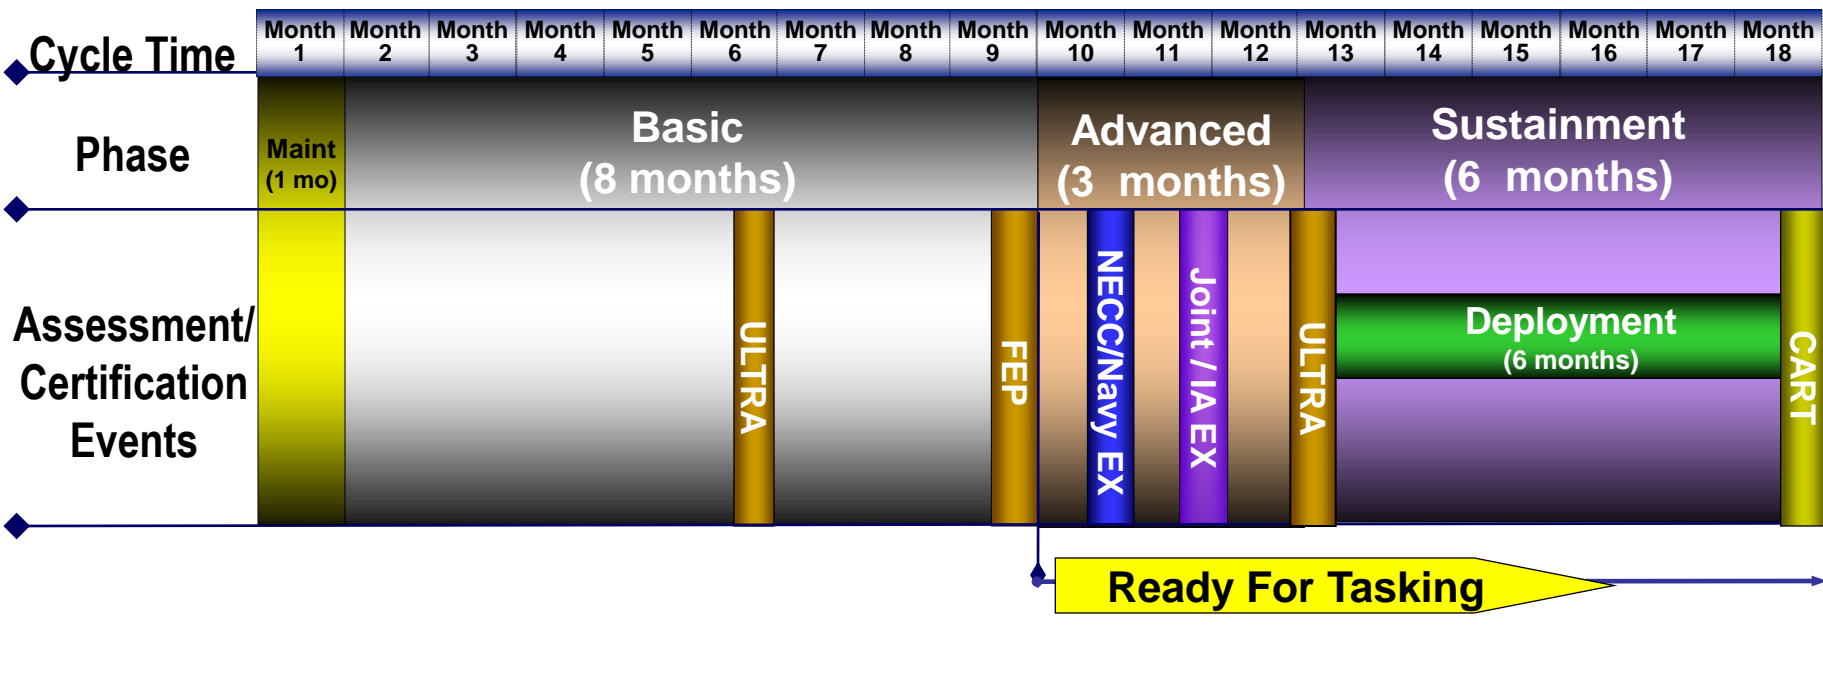 Cycle Time
Month 1
Month 2
Month 3
Month 4
Month 5
Month 6
Month 7
Month 8
Month 9
Month 10
Month 11
Month 12
Month 13
Month 14
Month 15
Month 16
Month 17
Month 18
Phase
Maint
(1 mo)
Basic
(8 months)
Advanced
(3 months)
Sustainment
(6 months)
Assessment/
Certification
Events
ULTRA
FEP
NECC/Navy EX
Joint / IA EX
ULTRA
Deployment
(6 months)
CART
Ready For Tasking